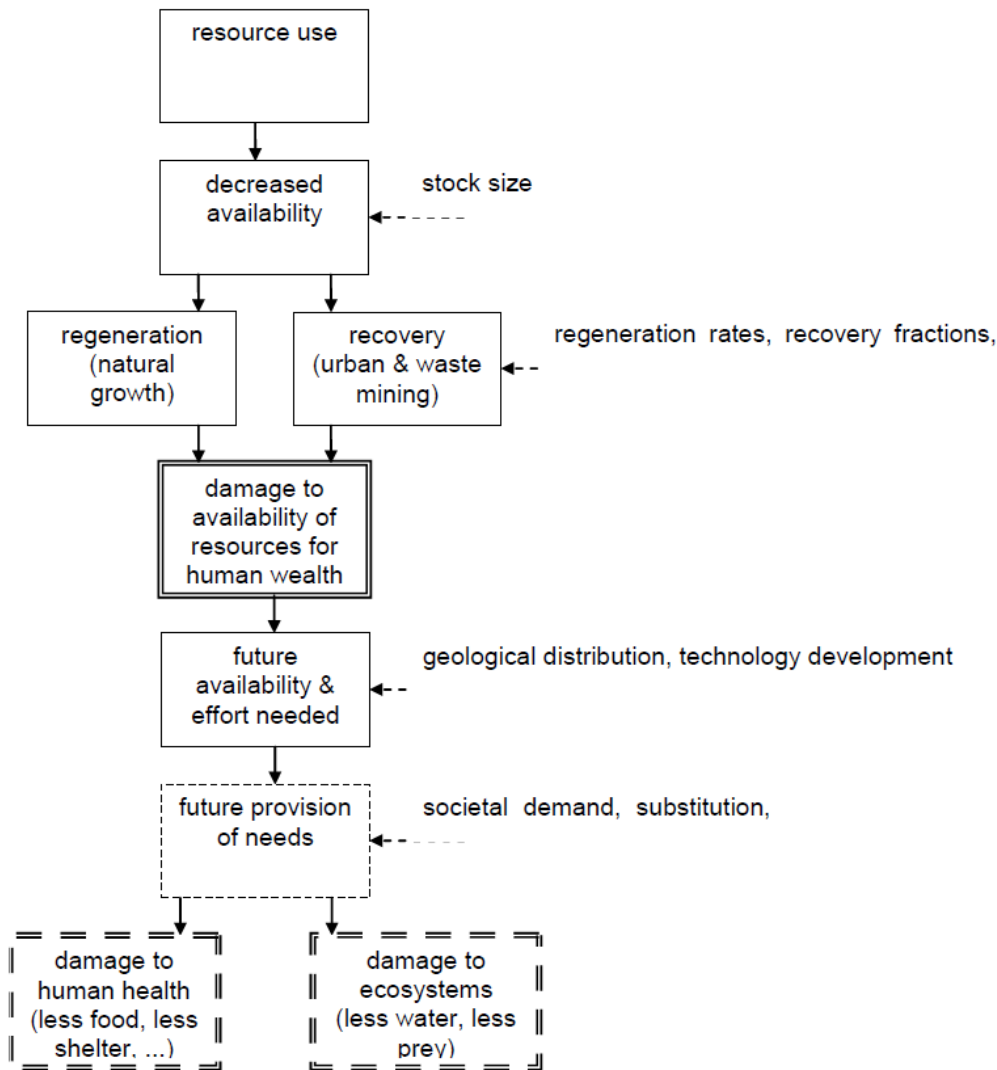 resource use
decreased
availability
stock size
regeneration
(natural
growth)
recovery
(urban & waste
mining)
regeneration rates, recovery fractions,
damage to
availability of
resources for
human wealth
future
availability &
effort needed
geological distribution, technology development
future provision
of needs
societal demand, substitution,
damage to
human health
(less food, less
shelter, ...)
damage to
ecosystems
(less water, less
prey)